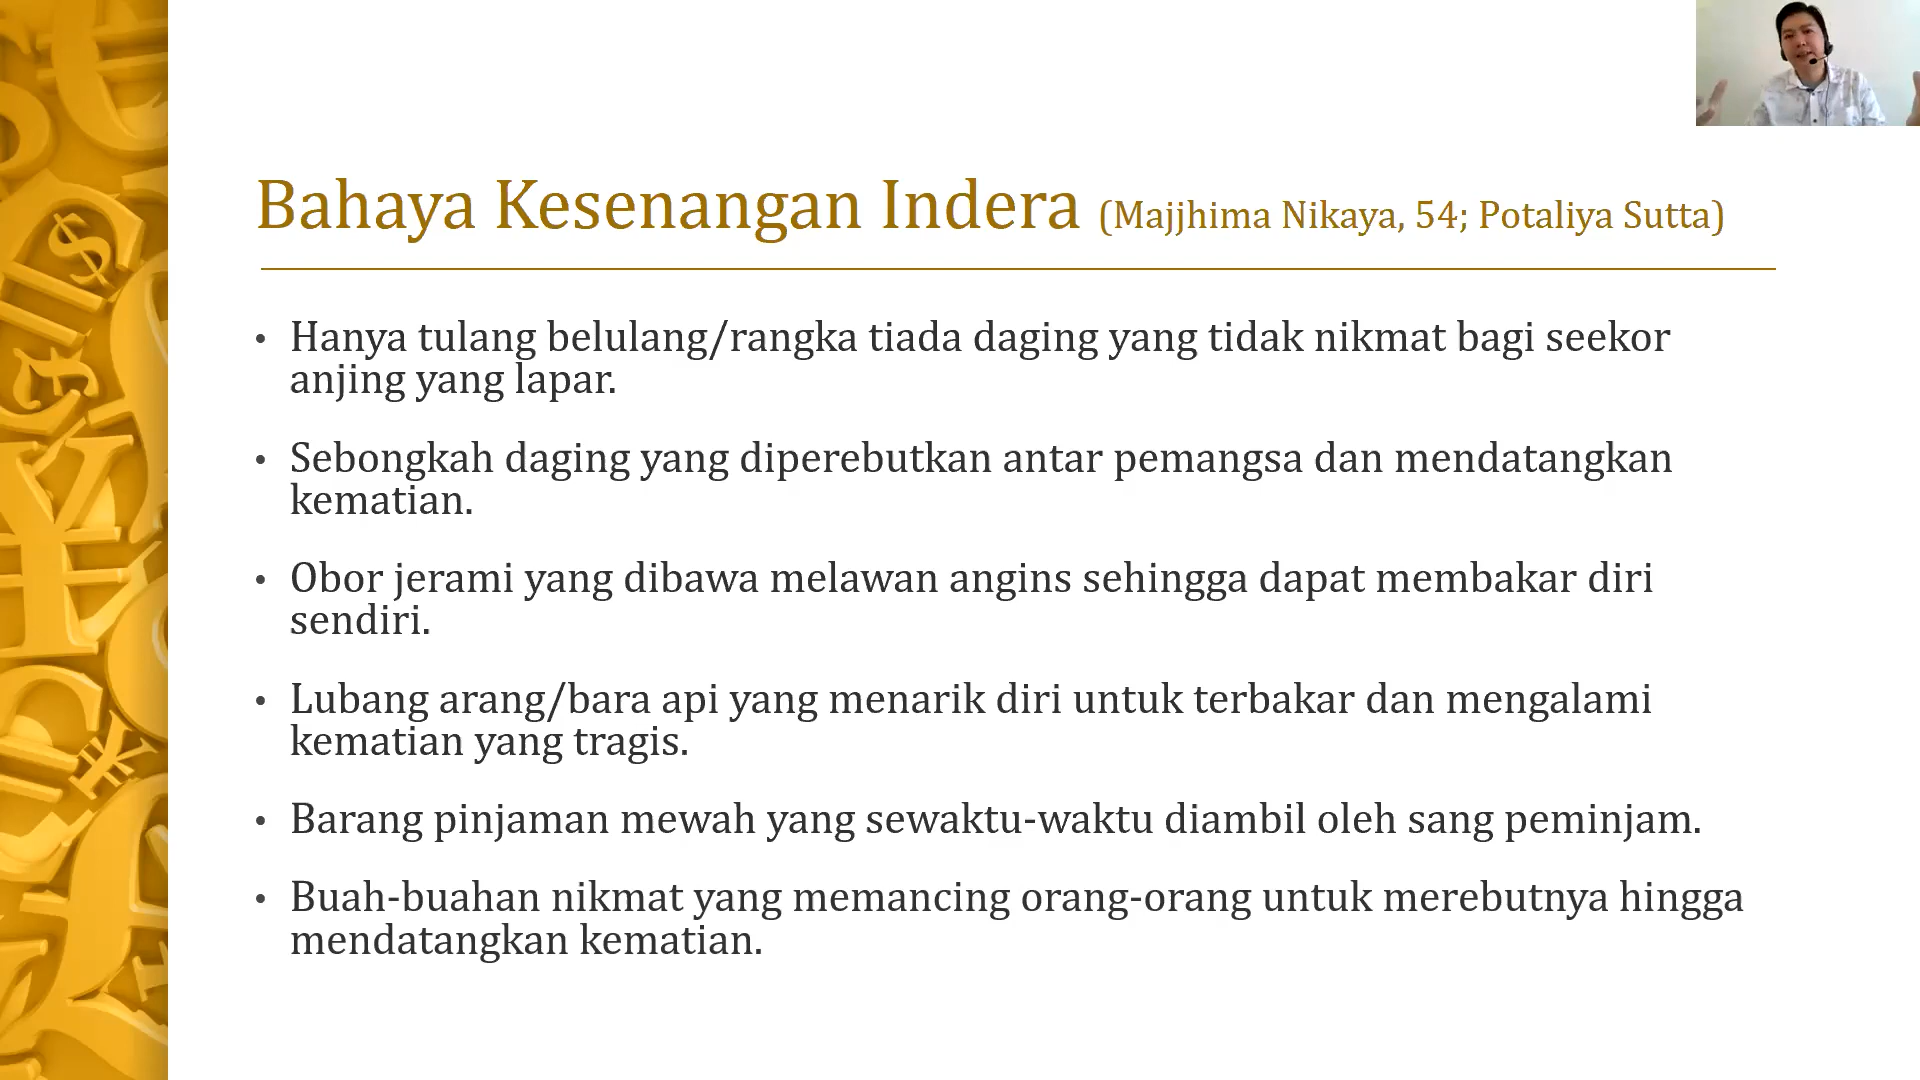 Bahaya Kesenangan Indera (Majjhima Nikaya, 54; Potaliya Sutta)
• Hanya tulang belulang/rangka tiada daging yang tidak nikmat bagi seekor
anjing yang lapar.
• Sebongkah daging yang diperebutkan antar pemangsa dan mendatangkan
kematian.
• Obor jerami yang dibawa melawan angins sehingga dapat membakar diri
sendiri.
• Lubang arang/bara api yang menarik diri untuk terbakar dan mengalami
kematian yang tragis.
• Barang pinjaman mewah yang sewaktu-waktu diambil oleh sang peminjam.
• Buah-buahan nikmat yang memancing orang-orang untuk merebutnya hingga
mendatangkan kematian.